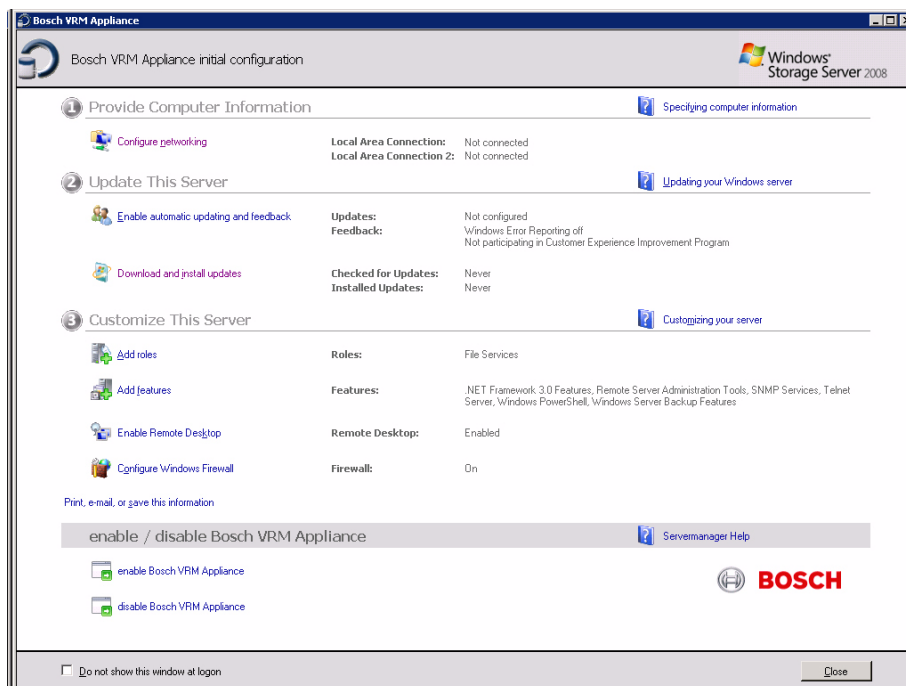 Bosch VRM Appliance
Bosch VRM Appliance initial configuration
Windows
Storage Server 2008
1 Provide Computer Information
Specifying computer information
Configure networking
Local Area Connection: Not connected
Local Area Connection 2: Not connected
2 Update This Server
Updating your Windows server
Enable automatic updating and feedback
Updates: Not configured
Feedback: Windows Error Reporting off
Not participating in Customer Experience Improvement Program
Download and install updates
Checked for Updates: Never
Installed Updates: Never
3 Customize This Server
Customizing your server
Add roles
Roles: File Services
Add features
Features: .NET Framework 3.0 Features, Remote Server Administration Tools, SNMP Services, Telnet
Server, Windows PowerShell, Windows Server Backup Features
Enable Remote Desktop
Remote Desktop: Enabled
Configure Windows Firewall
Firewall: On
Print, e-mail, or save this information
enable / disable Bosch VRM Appliance
Servermanager Help
enable Bosch VRM Appliance
BOSCH
disable Bosch VRM Appliance
Do not show this window at logon
Close